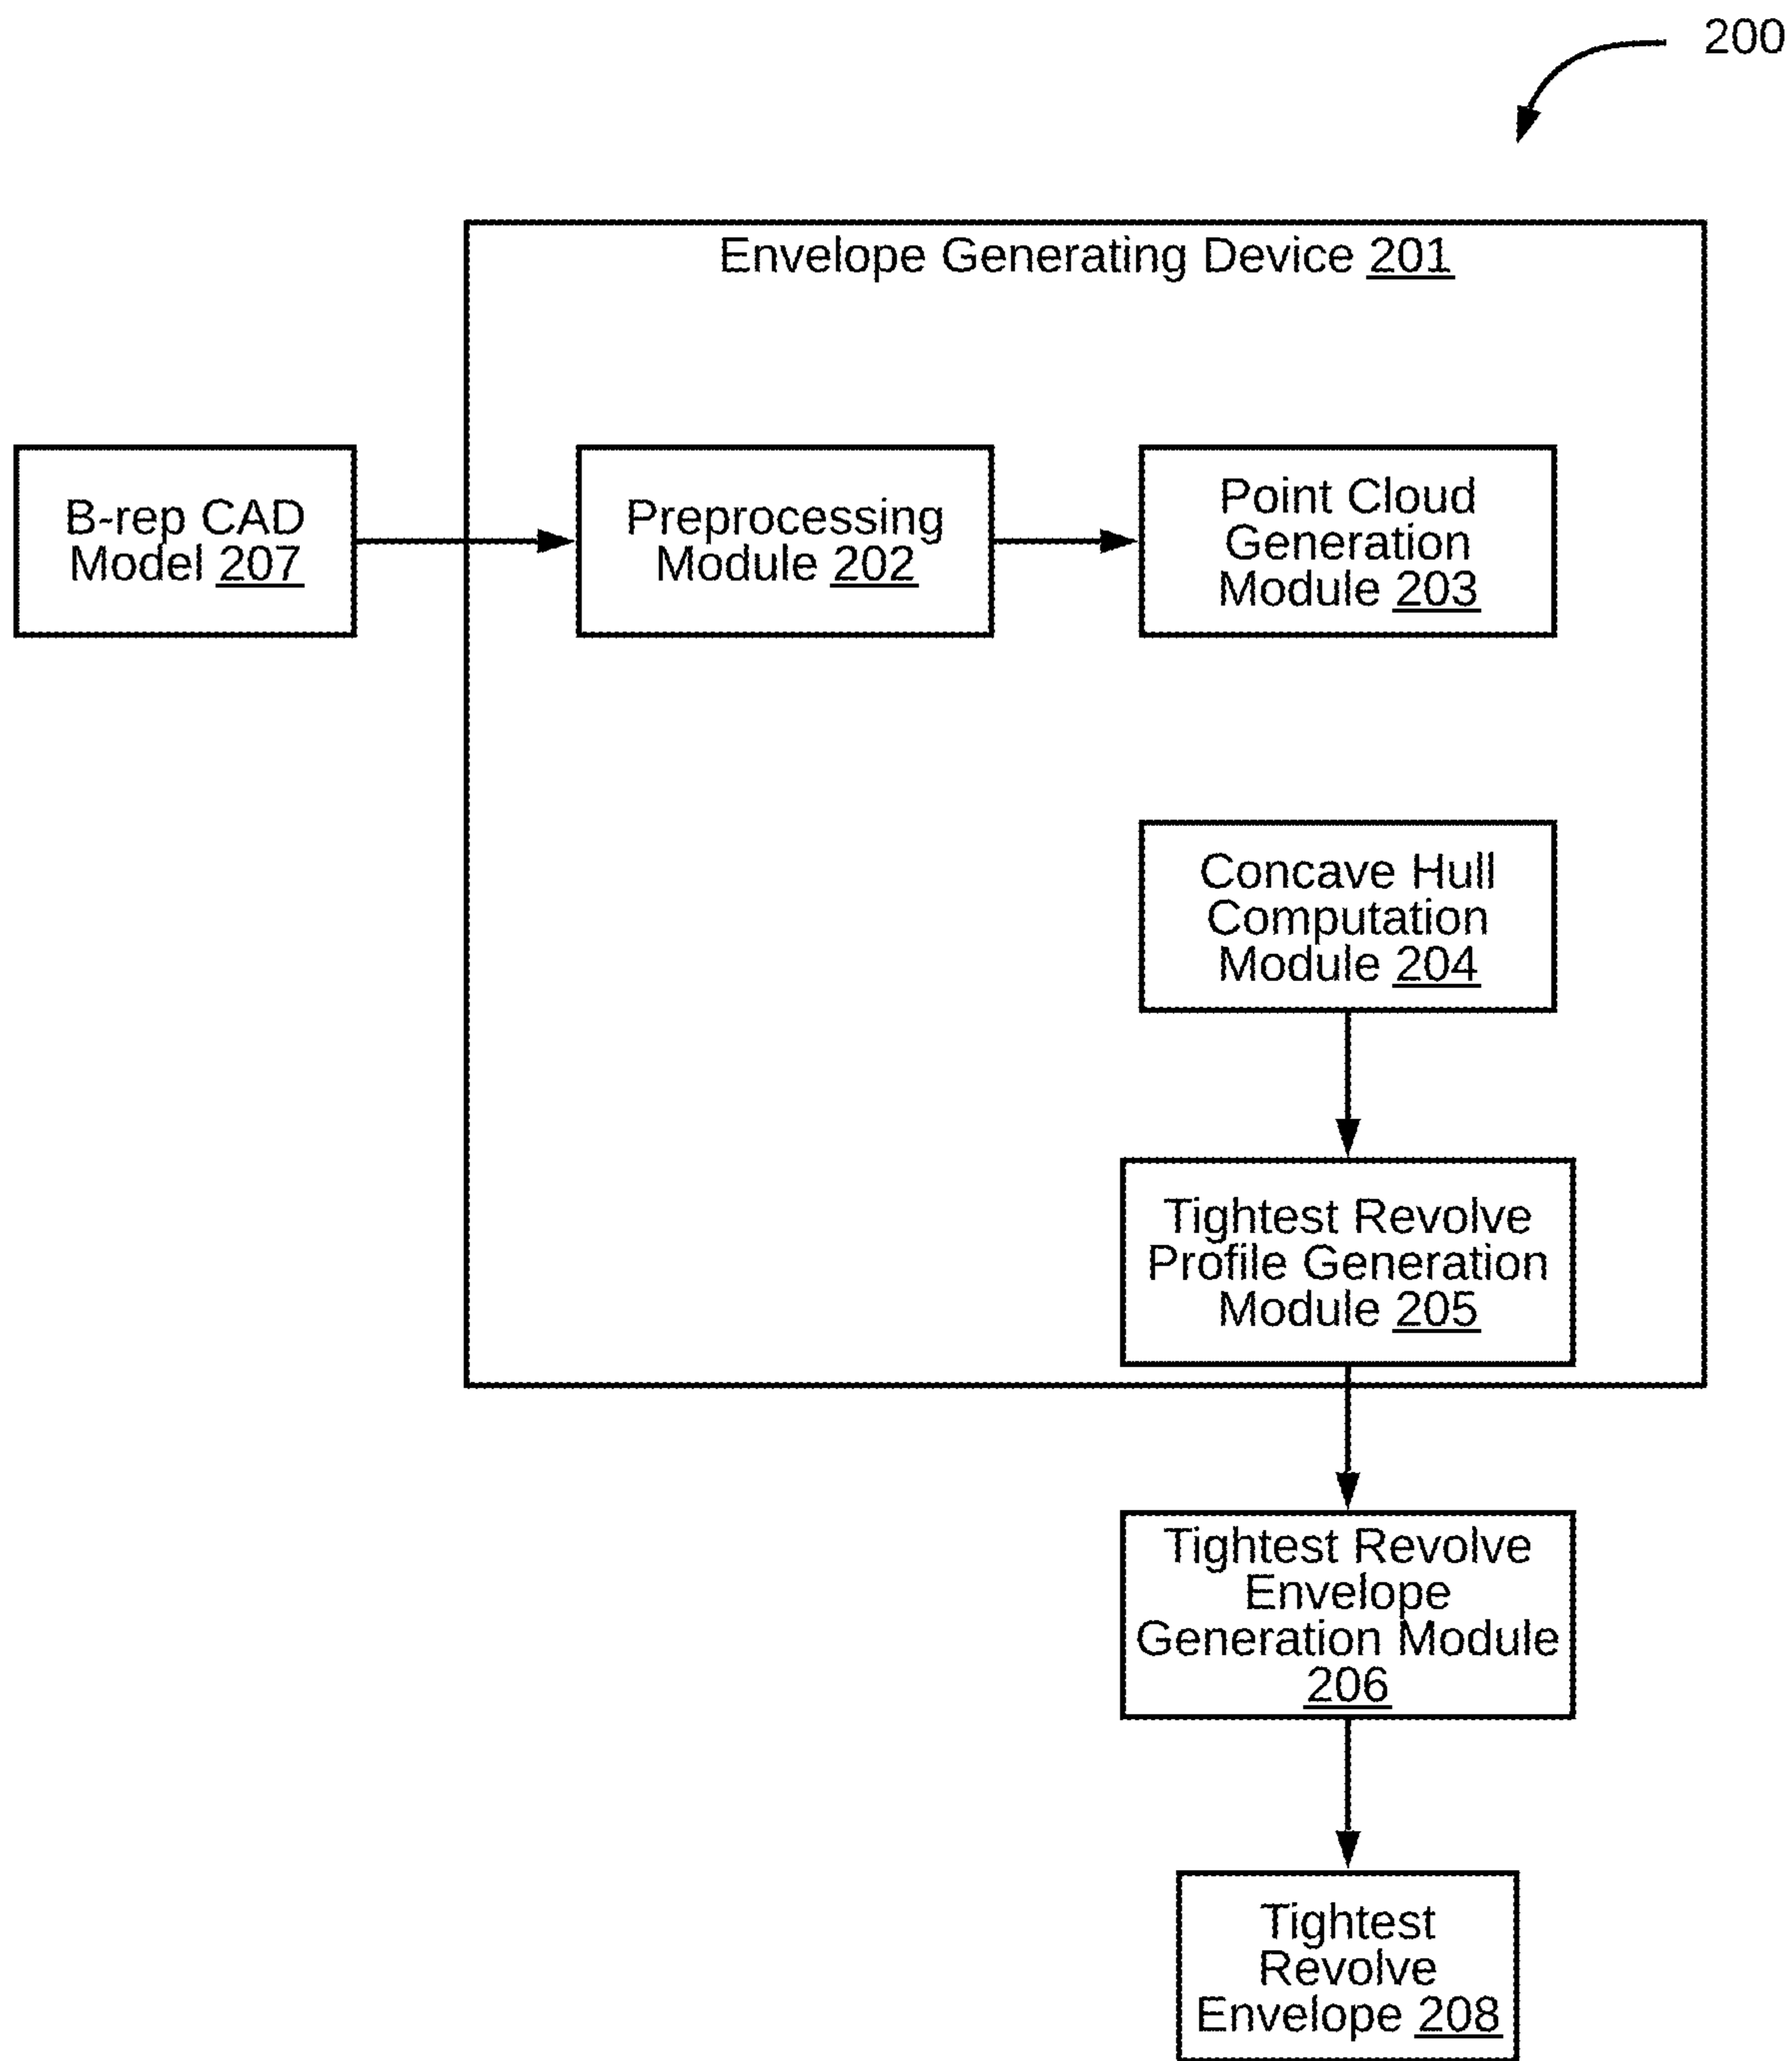 200
Envelope Generating Device 201
B-rep CAD
Model 207
Preprocessing
Module 202
Point Cloud
Generation
Module 203
Concave Hull
Computation
Module 204
Tightest Revolve
Profile Generation
Module 205
Tightest Revolve
Envelope
Generation Module
206
Tightest
Revolve
Envelope 208